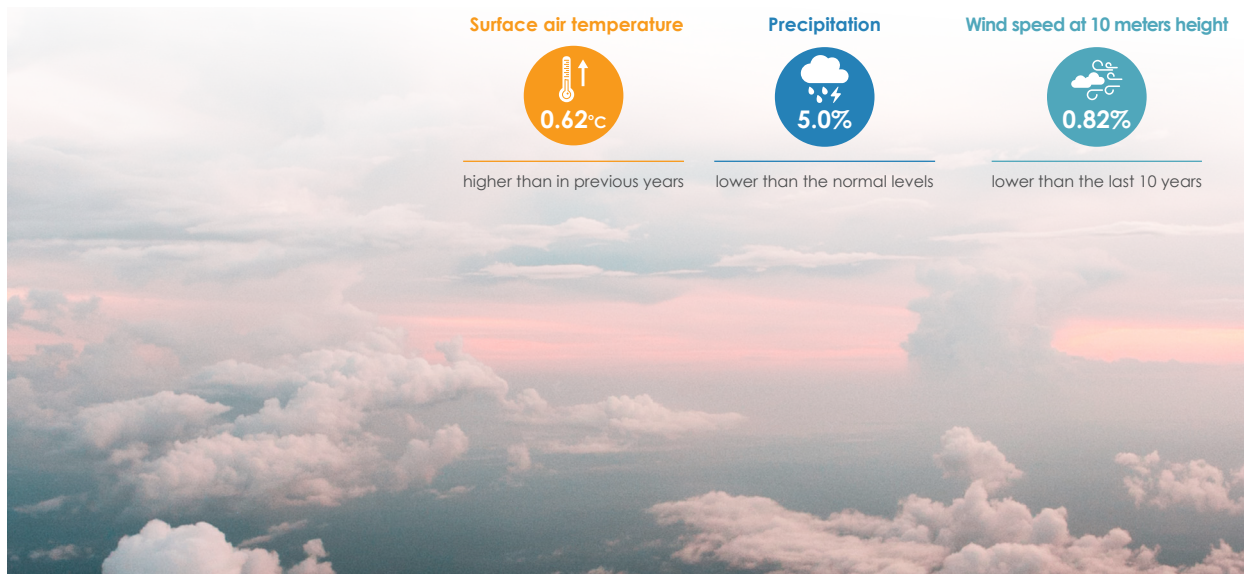 Surface air temperature
0.62°C
higher than in previous years
Precipitation
5.0%
lower than the normal levels
Wind speed at 10 meters height
0.82%
lower than the last 10 years